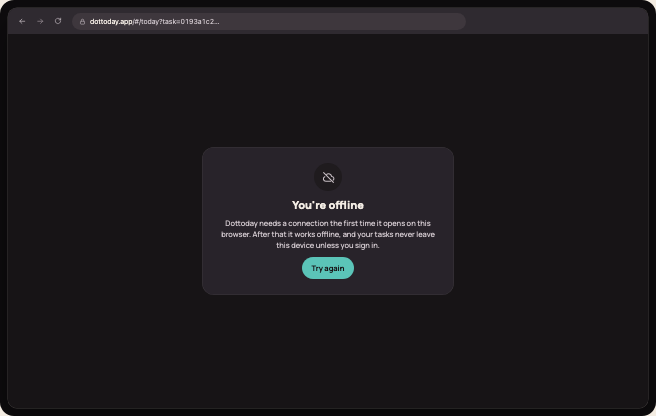 dottoday.app/#/today?task=0193a1c2...
You're offline
Dottoday needs a connection the first time it opens on this
browser. After that it works offline, and your tasks never leave
this device unless you sign in.
Try again